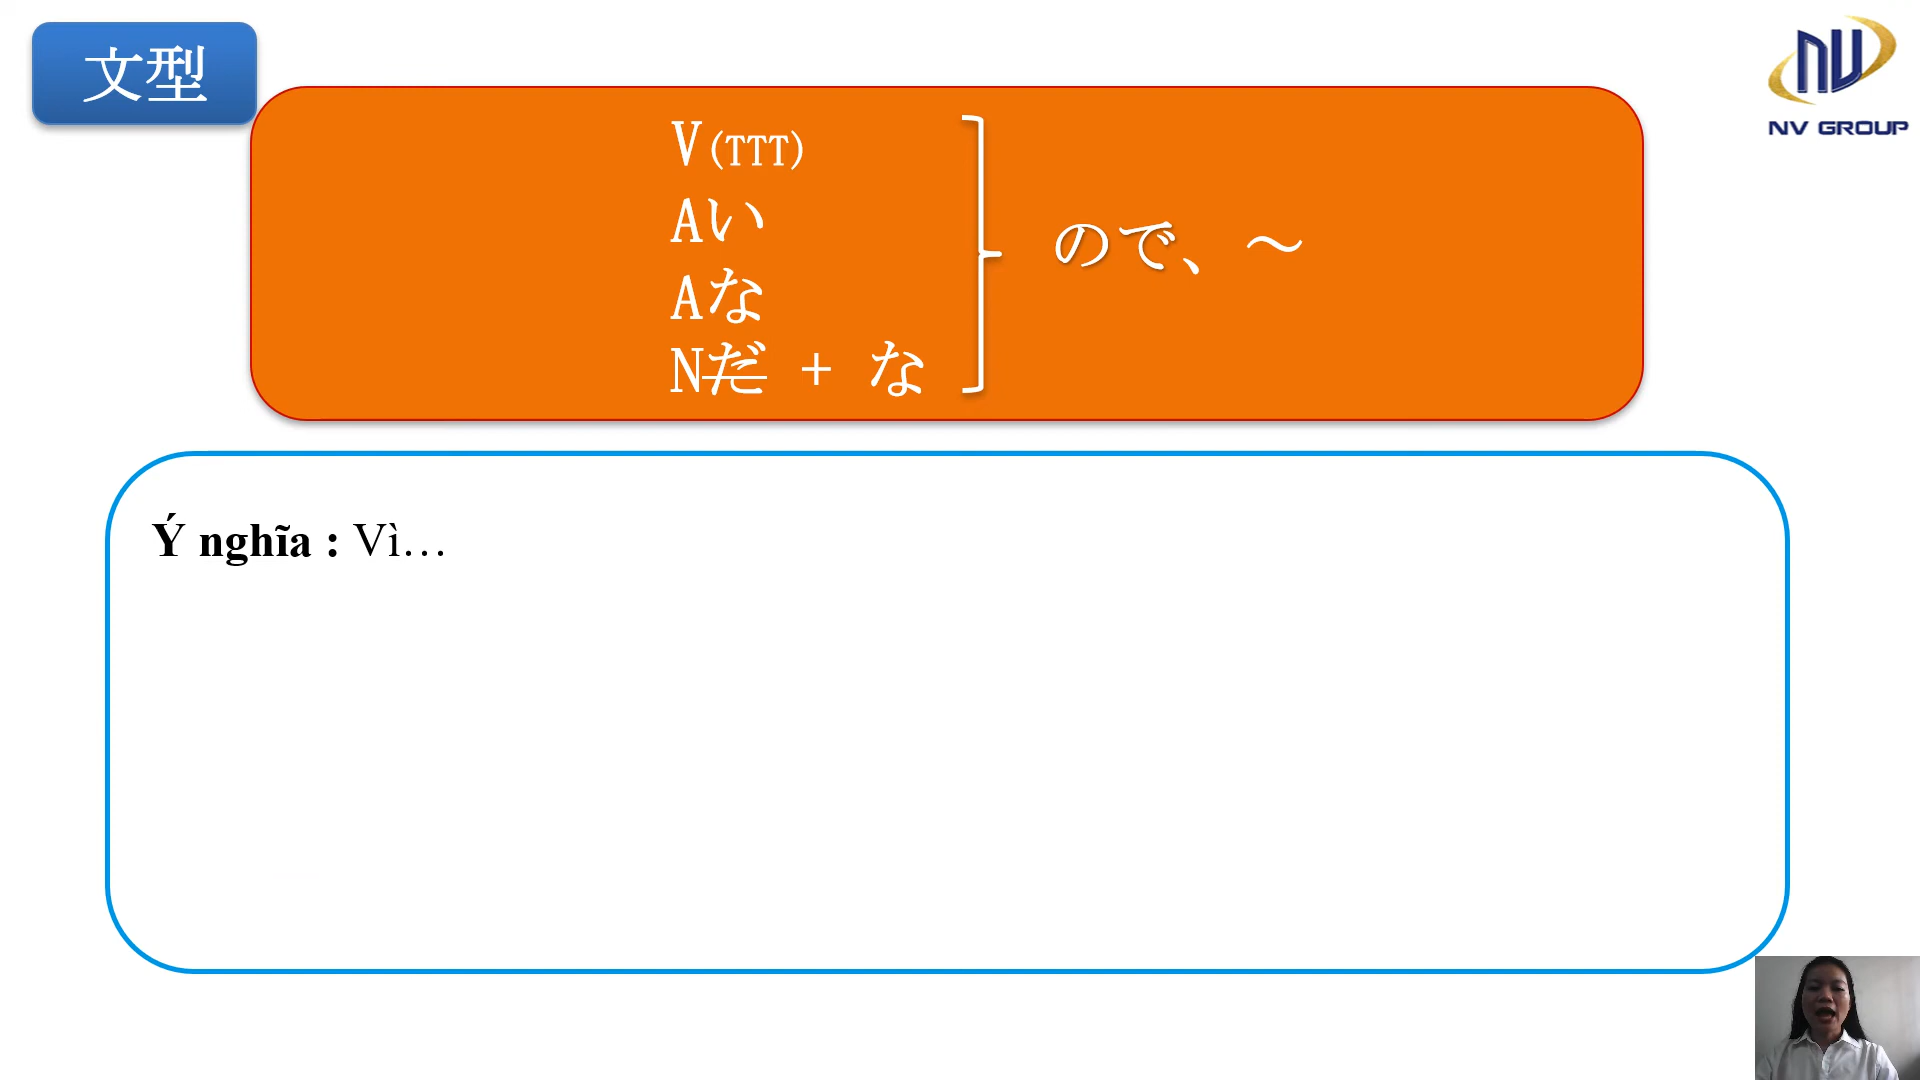 文型
NV GROUP
V(TTT)
Aい
Aな
Nだ + な
ので、～
Ý nghĩa : Vì…